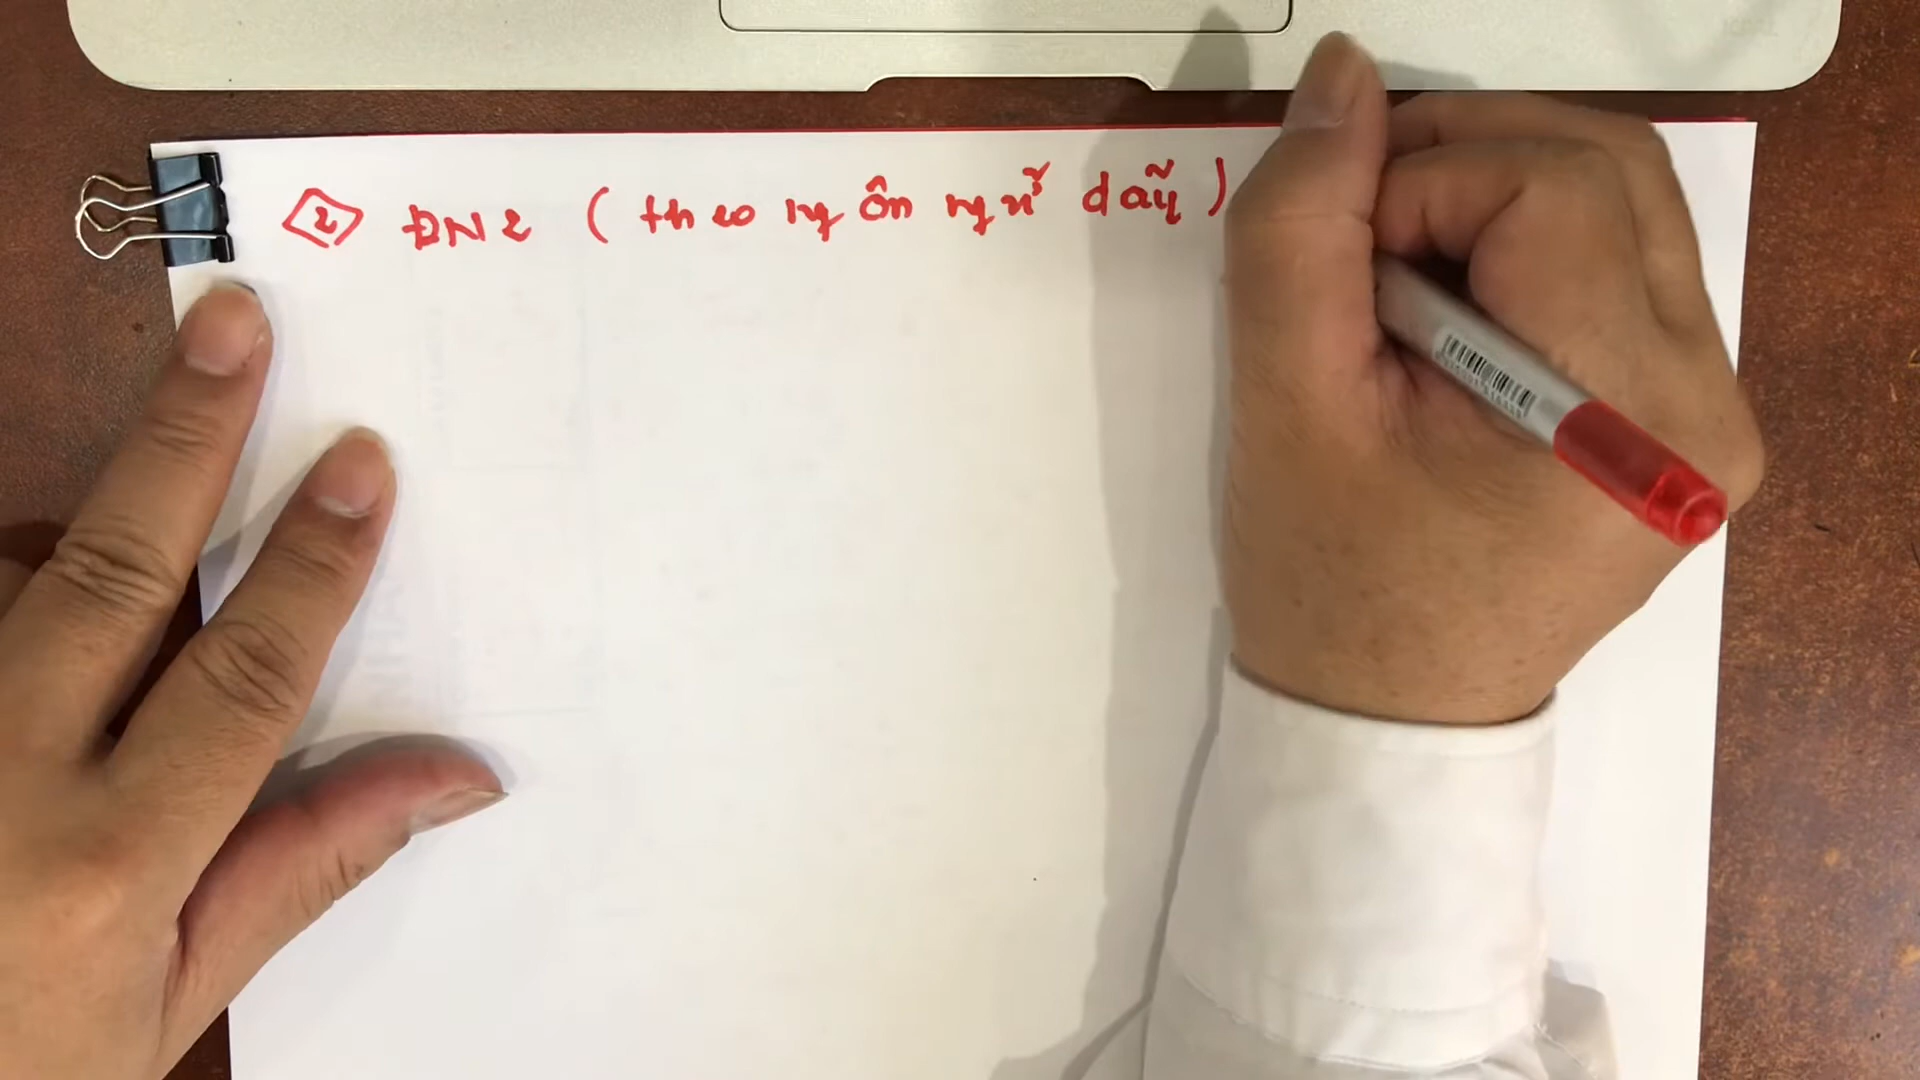 2 ĐN2 (theo ngôn ngữ dãy)